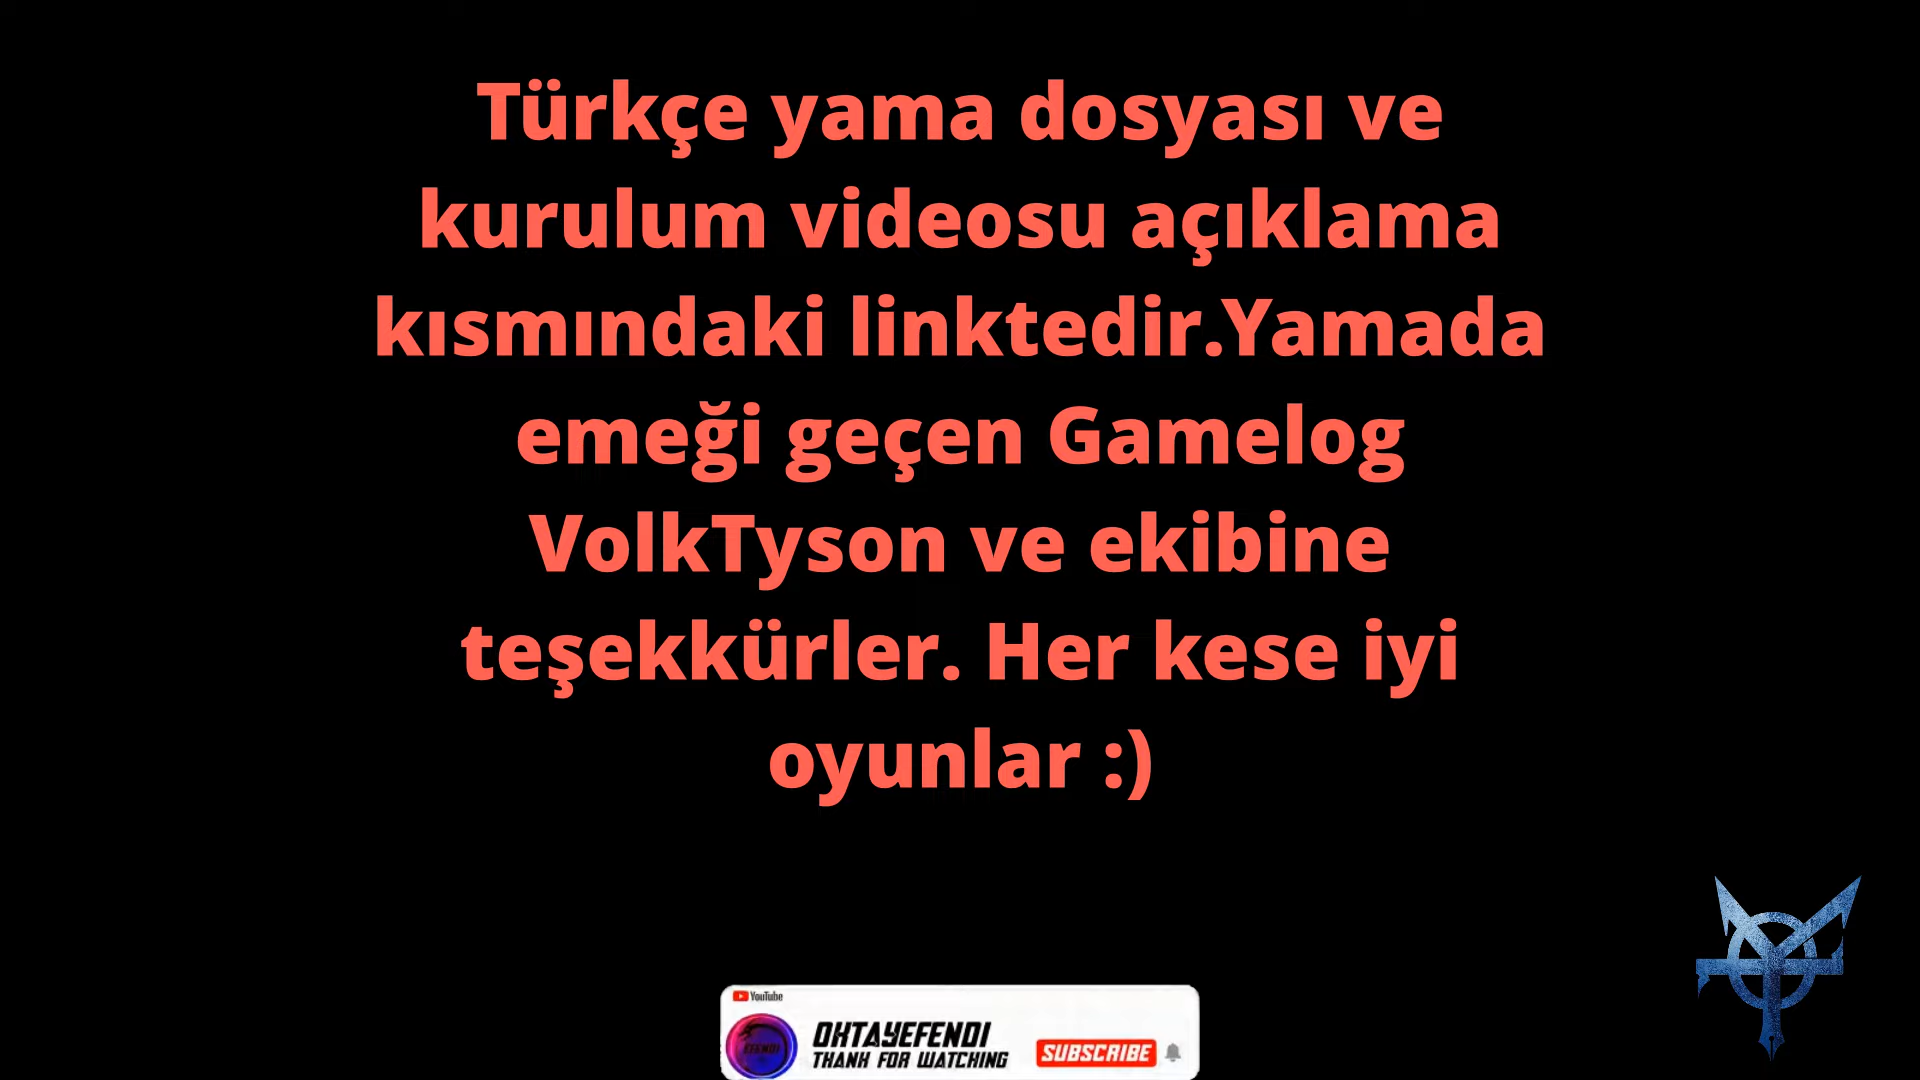 Türkçe yama dosyası ve
kurulum videosu açıklama
kısmındaki linktedir.Yamada
emeği geçen Gamelog
VolkTyson ve ekibine
teşekkürler. Her kese iyi
oyunlar :)
YouTube
EFENDI
OKTAYEFENDI
THANK FOR WATCHING
SUBSCRIBE